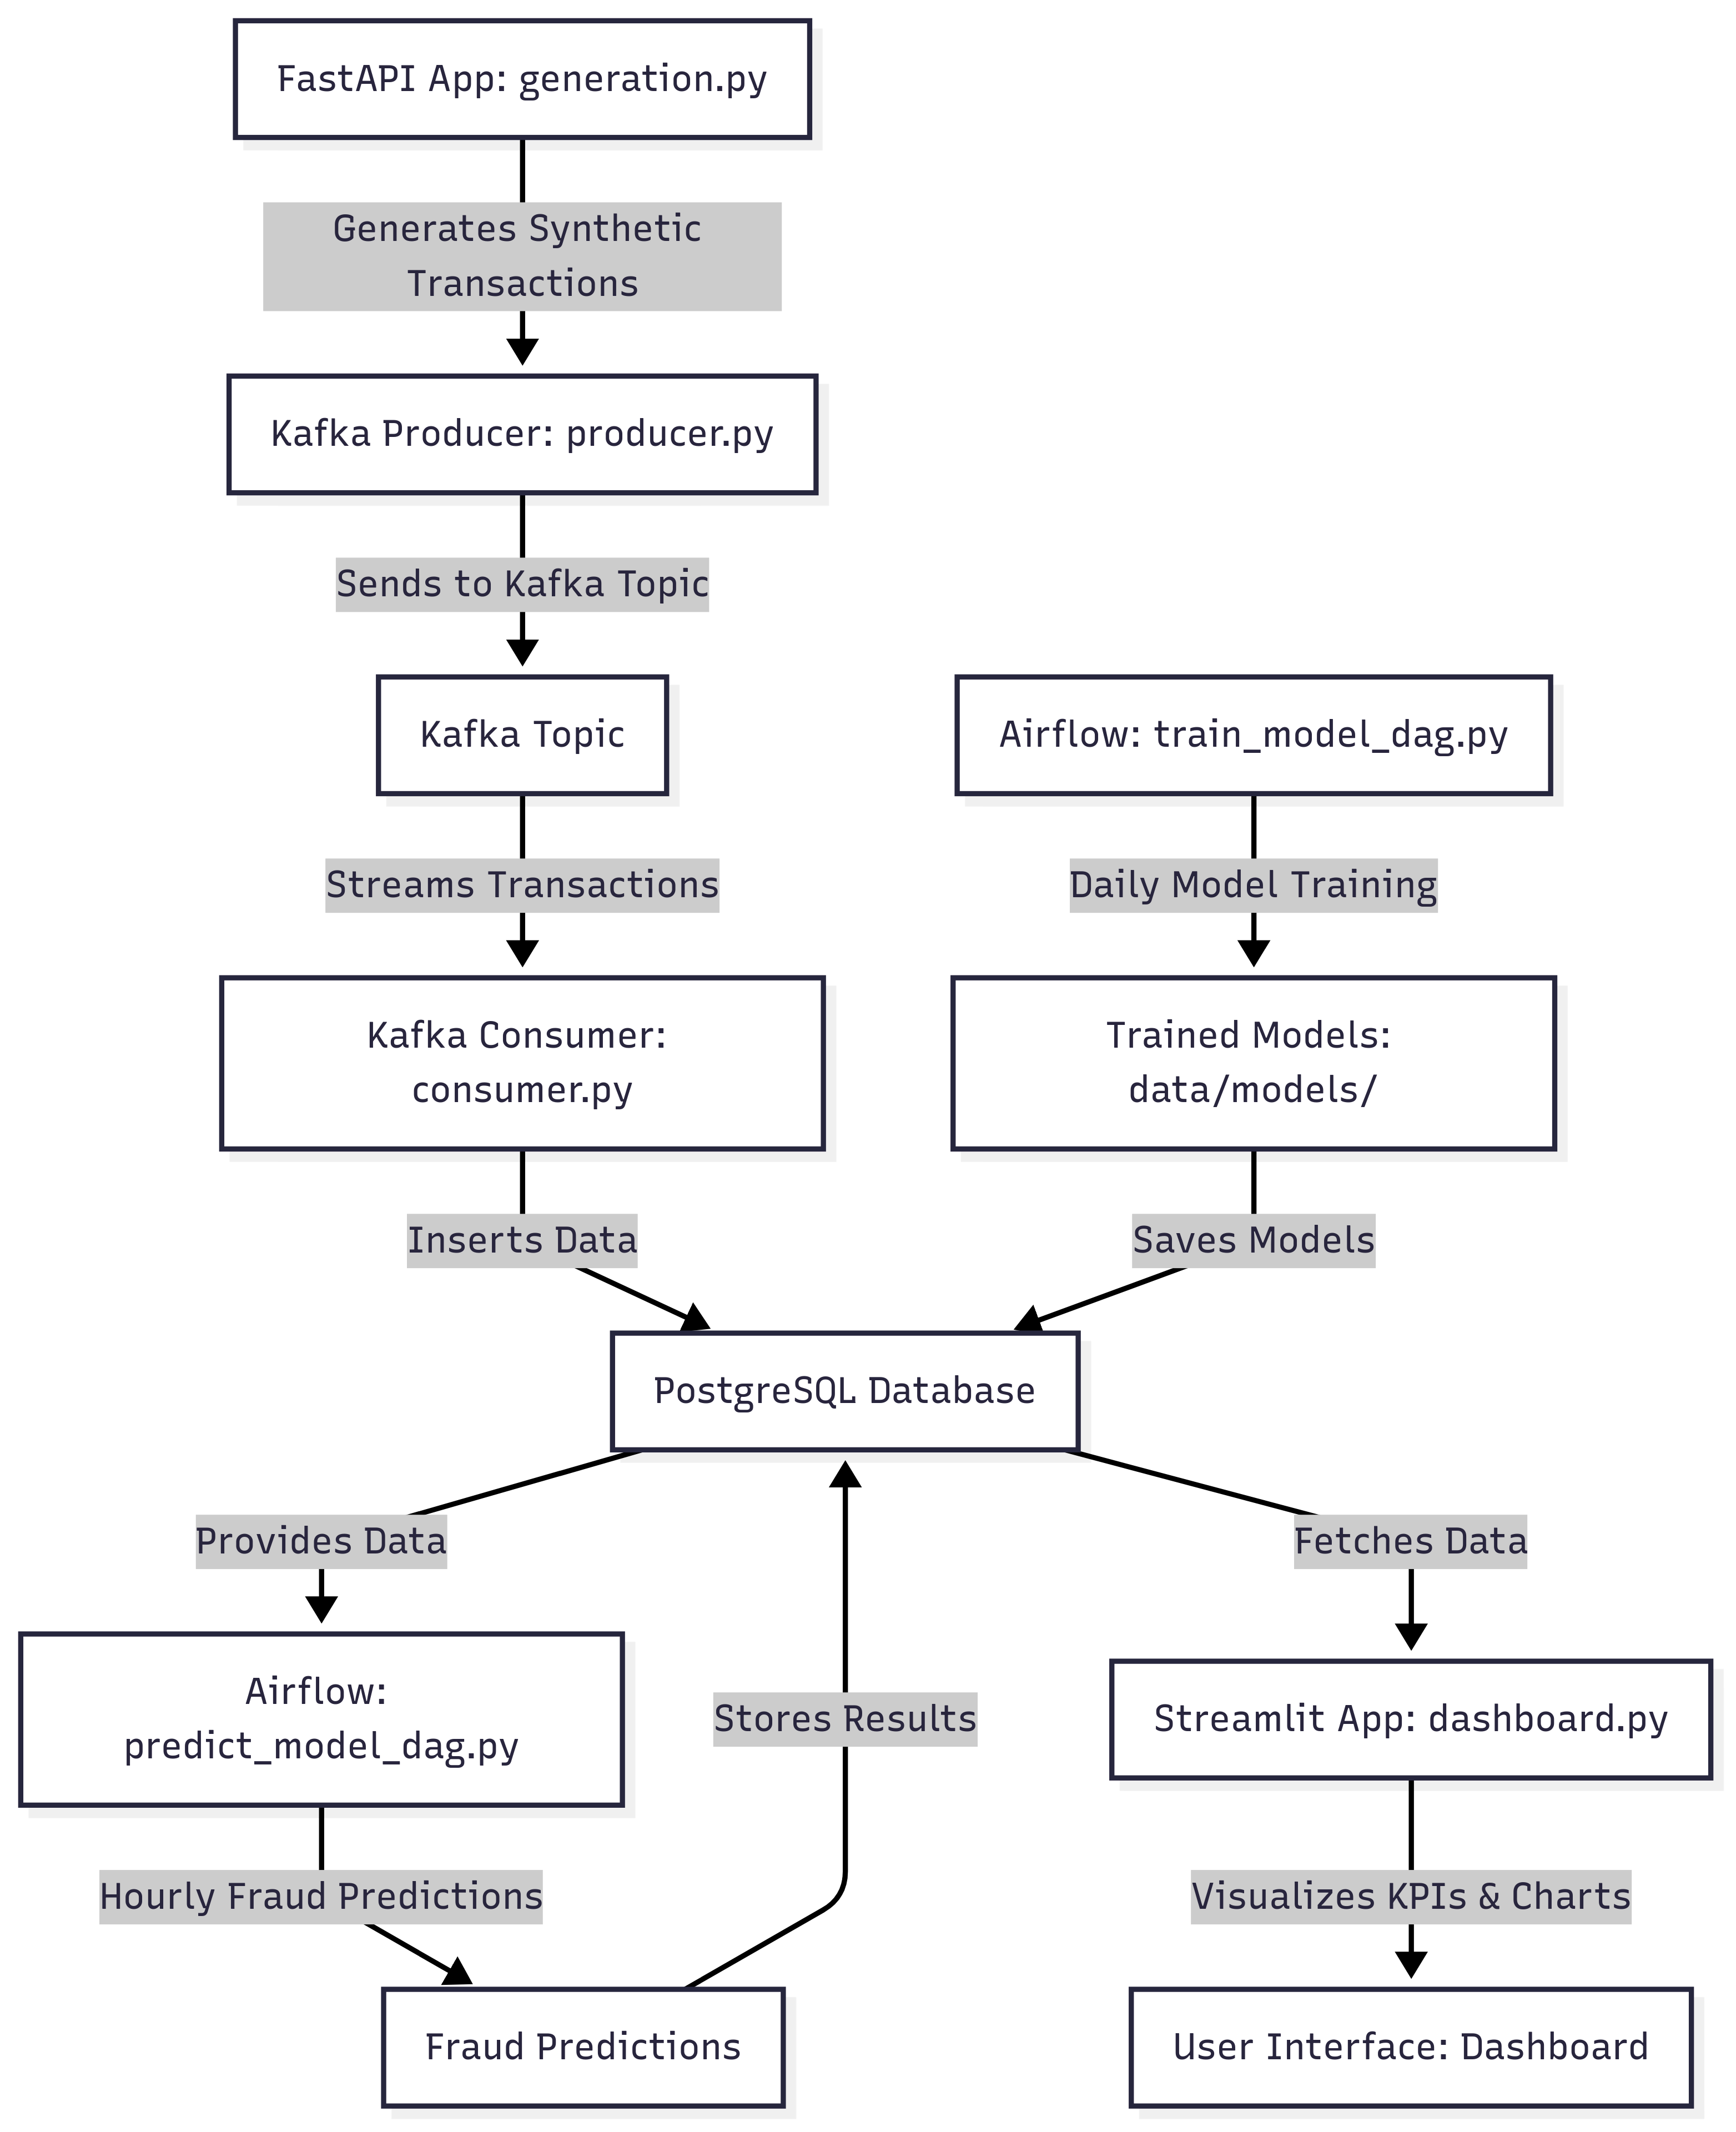 FastAPI App: generation.py
Generates Synthetic
Transactions
Kafka Producer: producer.py
Sends to Kafka Topic
Kafka Topic
Airflow: train_model_dag.py
Streams Transactions
Daily Model Training
Kafka Consumer:
consumer.py
Trained Models:
data/models/
Inserts Data
Saves Models
PostgreSQL Database
Provides Data
Fetches Data
Airflow:
predict_model_dag.py
Stores Results
Streamlit App: dashboard.py
Hourly Fraud Predictions
Visualizes KPIs & Charts
Fraud Predictions
User Interface: Dashboard